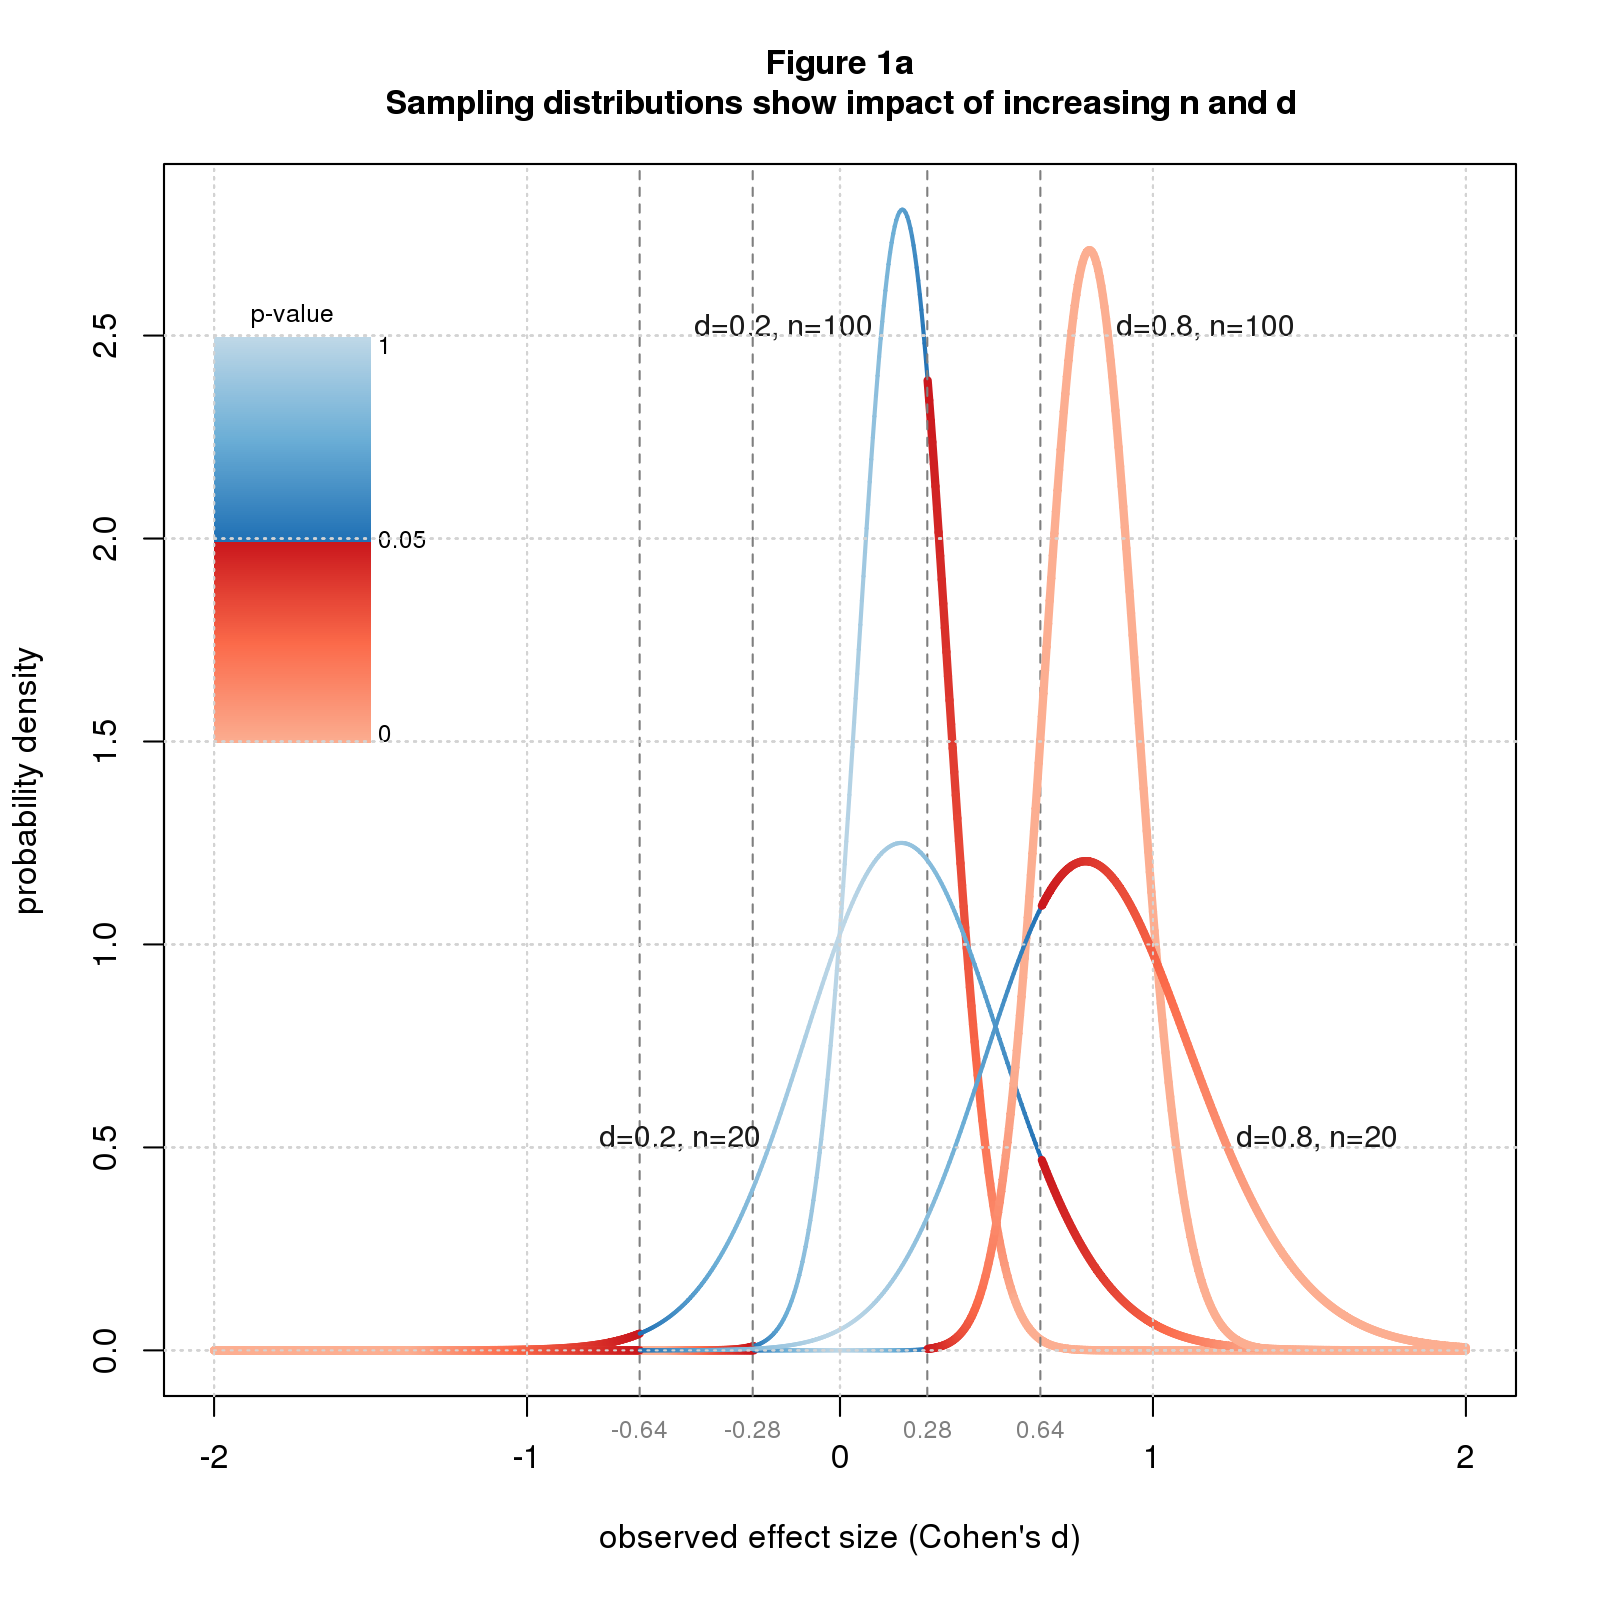 Figure 1a
Sampling distributions show impact of increasing n and d
p-value
1
0.05
0
d=0.2, n=100
d=0.8, n=100
d=0.2, n=20
d=0.8, n=20
probability density
2.5
2.0
1.5
1.0
0.5
0.0
-0.64
-0.28
0.28
0.64
-2
-1
0
1
2
observed effect size (Cohen's d)